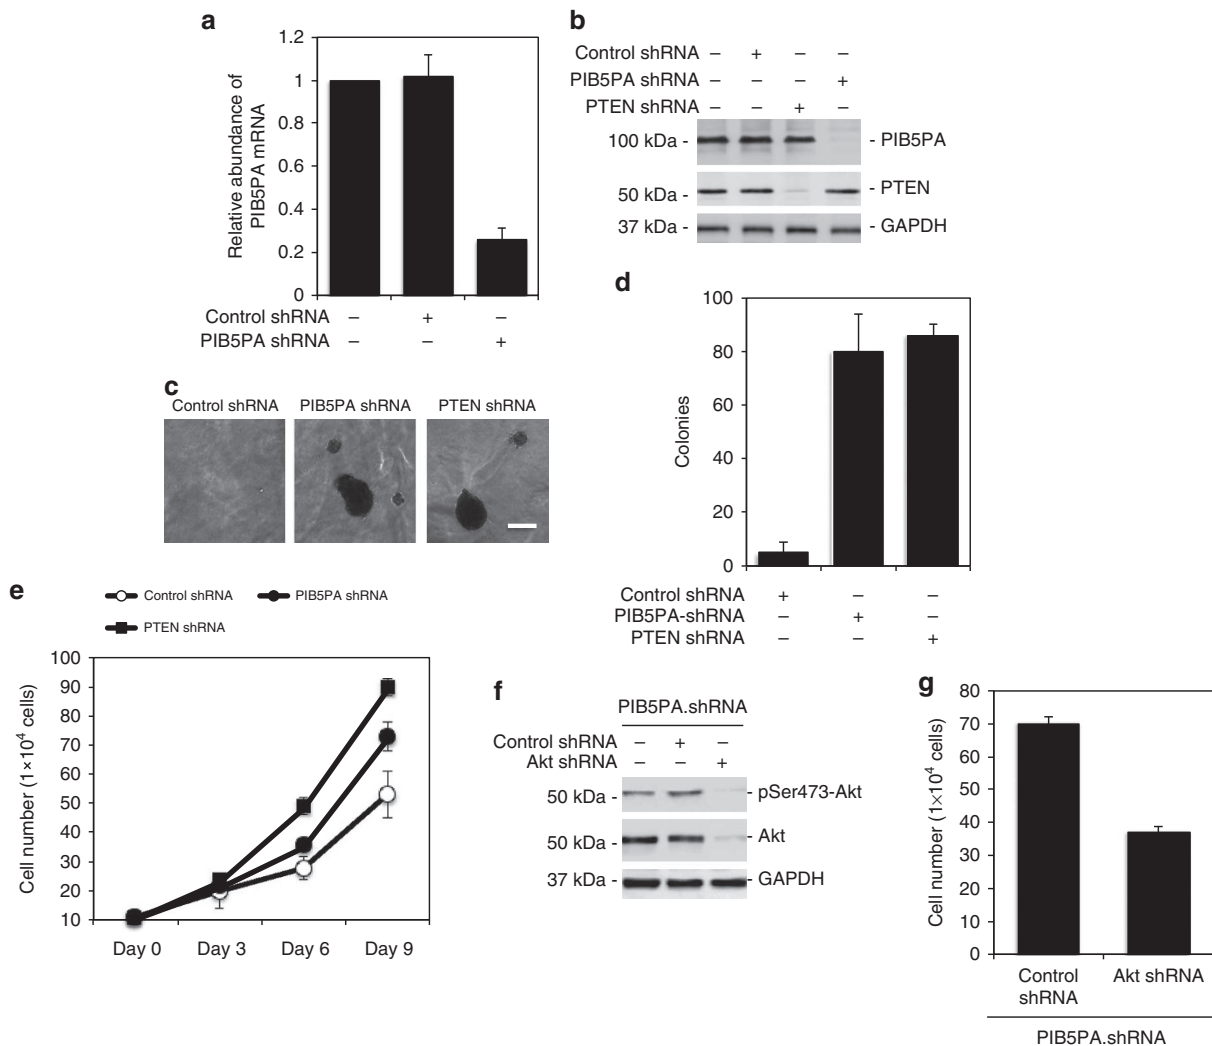 a
1.2
1
0.8
0.6
0.4
0.2
0
Relative abundance of
PIB5PA mRNA
Control shRNA – + –
PIB5PA shRNA – – +
b
Control shRNA – + – –
PIB5PA shRNA – – – +
PTEN shRNA – – + –
100 kDa - - PIB5PA
50 kDa - - PTEN
37 kDa - - GAPDH
c
Control shRNA PIB5PA shRNA PTEN shRNA
d
100
80
60
40
20
0
Colonies
Control shRNA + – –
PIB5PA-shRNA – + –
PTEN shRNA – – +
e
Control shRNA PIB5PA shRNA
PTEN shRNA
100
90
80
70
60
50
40
30
20
10
Cell number (1×10⁴ cells)
Day 0 Day 3 Day 6 Day 9
f
PIB5PA.shRNA
Control shRNA – + –
Akt shRNA – – +
50 kDa - - pSer473-Akt
50 kDa - - Akt
37 kDa - - GAPDH
g
80
70
60
50
40
30
20
10
0
Cell number (1×10⁴ cells)
Control
shRNA
Akt shRNA
PIB5PA.shRNA